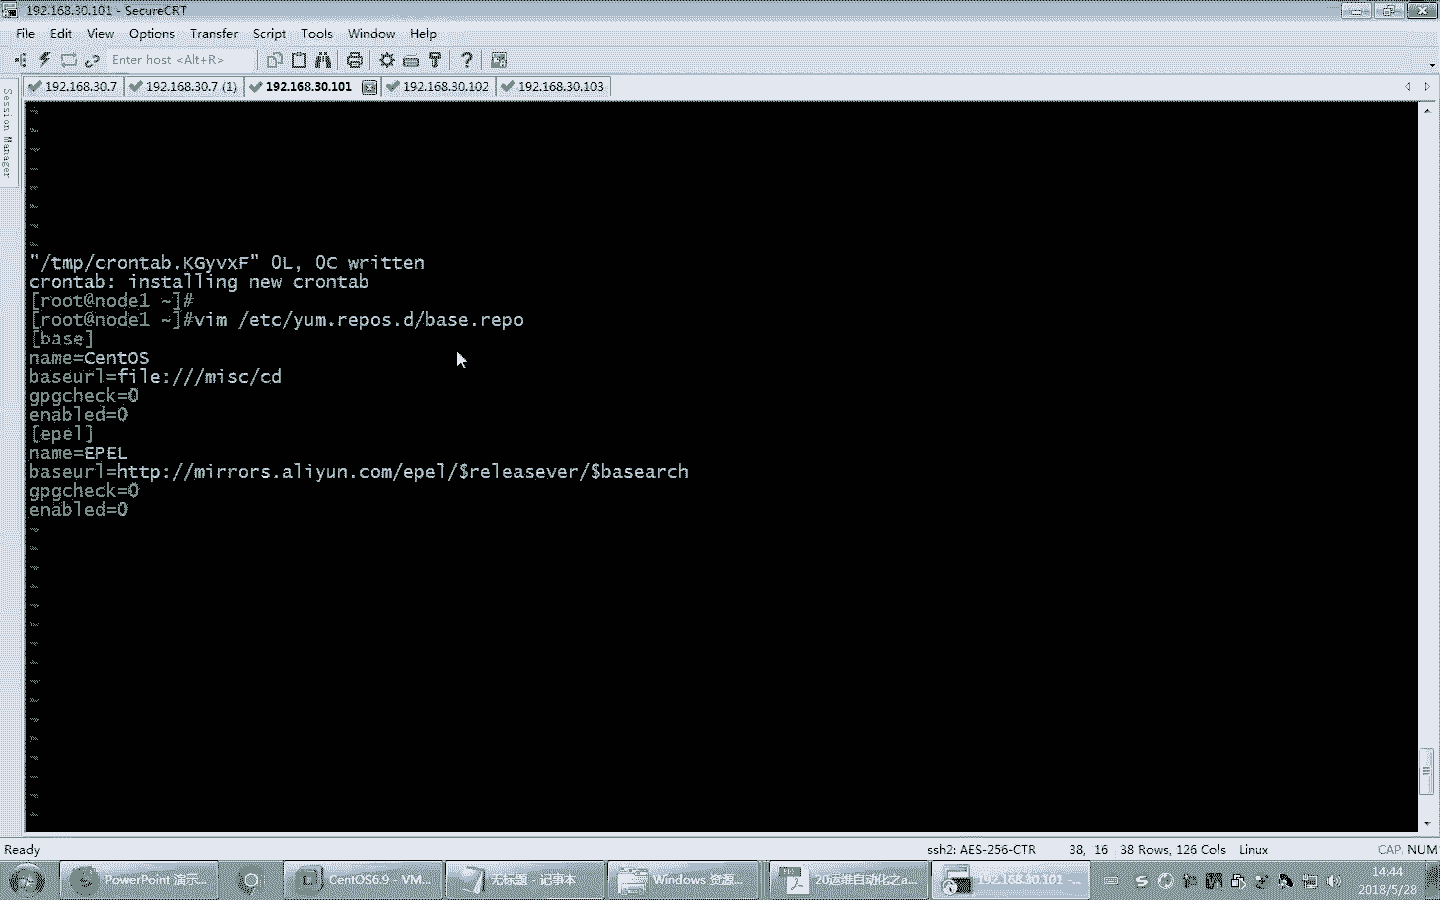 192.168.30.101 - SecureCRT
File Edit View Options Transfer Script Tools Window Help
Enter host <Alt+R>
192.168.30.7 192.168.30.7 (1) 192.168.30.101 192.168.30.102 192.168.30.103
Session Manager
"/tmp/crontab.KGyvxF" 0L, 0C written
crontab: installing new crontab
[root@node1 ~]#
[root@node1 ~]#vim /etc/yum.repos.d/base.repo
[base]
name=CentOS
baseurl=file:///misc/cd
gpgcheck=0
enabled=0
[epel]
name=EPEL
baseurl=http://mirrors.aliyun.com/epel/$releasever/$basearch
gpgcheck=0
enabled=0
Ready ssh2: AES-256-CTR 38, 16 38 Rows, 126 Cols Linux CAP NUM
PowerPoint 演示... CentOS6.9 - VM... 无标题 - 记事本 Windows 资源... 20运维自动化之a... 192.168.30.101 -...
14:44
2018/5/28